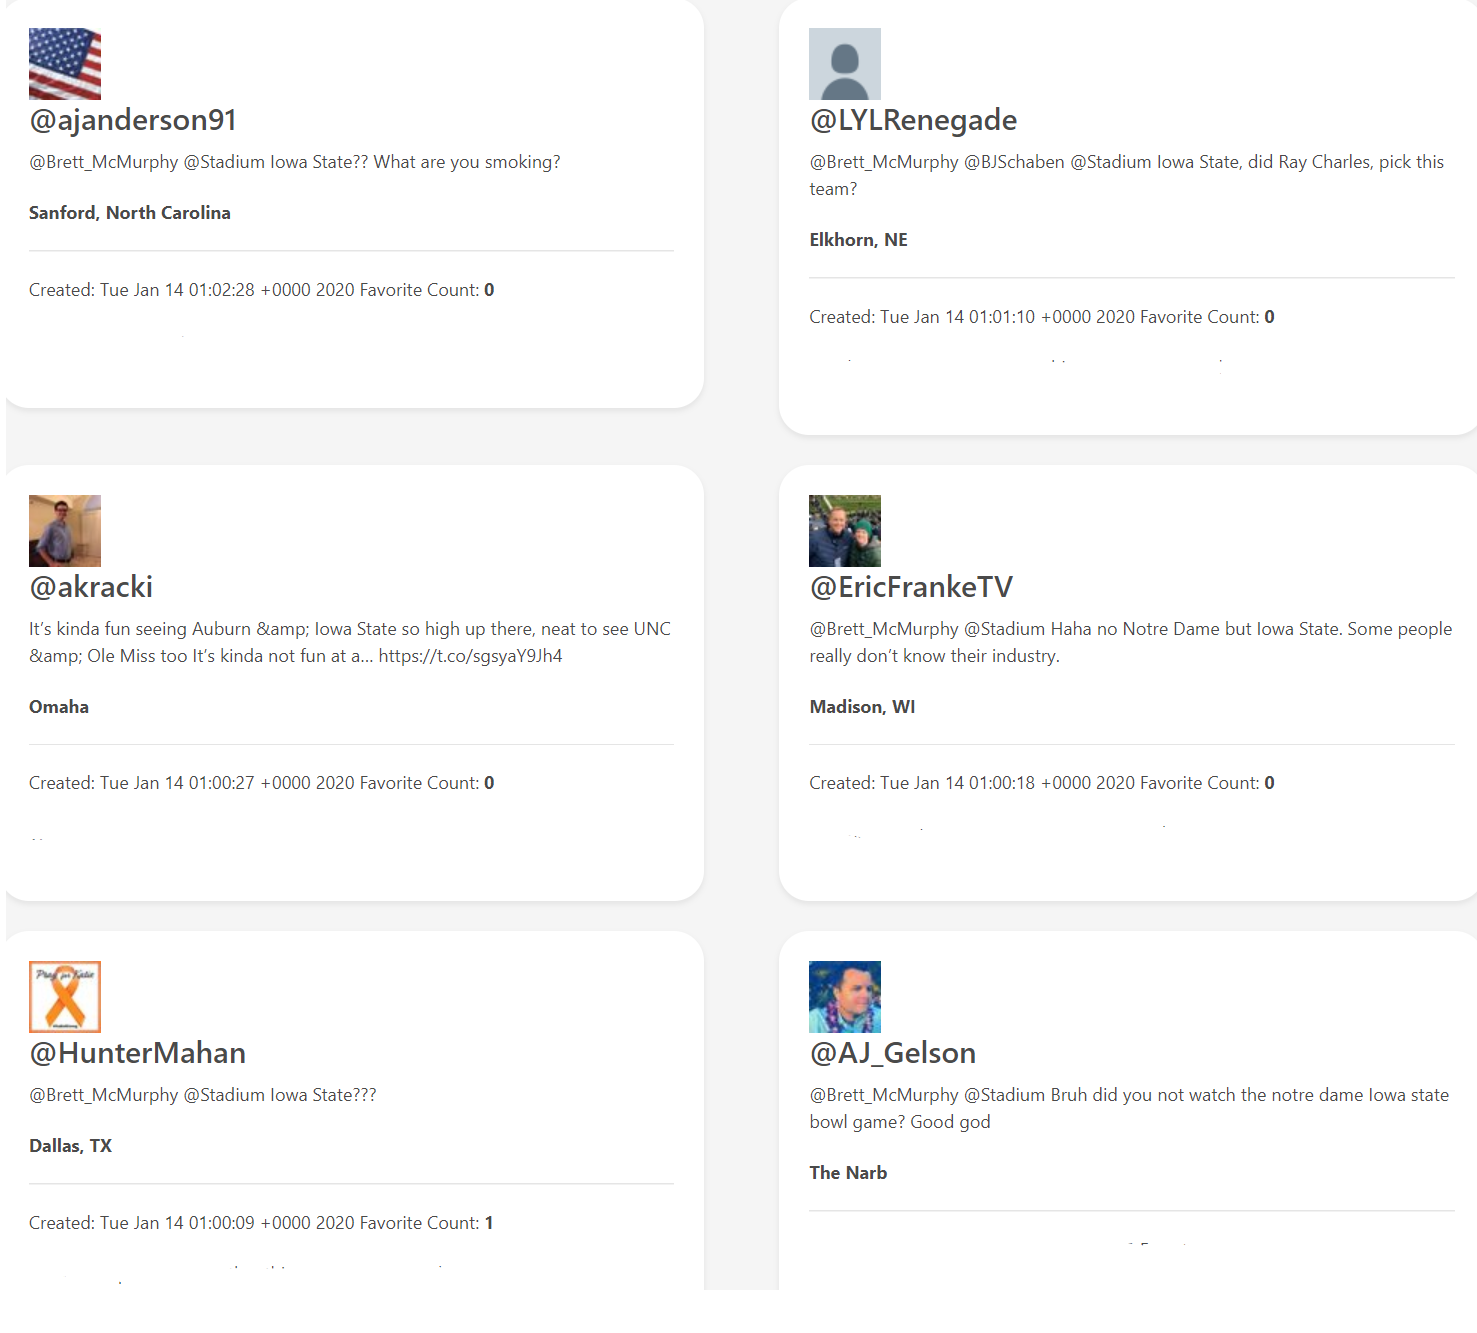 @ajanderson91
@Brett_McMurphy @Stadium Iowa State?? What are you smoking?
Sanford, North Carolina
Created: Tue Jan 14 01:02:28 +0000 2020 Favorite Count: 0
@LYLRenegade
@Brett_McMurphy @BJSchaben @Stadium Iowa State, did Ray Charles, pick this
team?
Elkhorn, NE
Created: Tue Jan 14 01:01:10 +0000 2020 Favorite Count: 0
@akracki
It’s kinda fun seeing Auburn &amp; Iowa State so high up there, neat to see UNC
&amp; Ole Miss too It’s kinda not fun at a… https://t.co/sgsyaY9Jh4
Omaha
Created: Tue Jan 14 01:00:27 +0000 2020 Favorite Count: 0
@EricFrankeTV
@Brett_McMurphy @Stadium Haha no Notre Dame but Iowa State. Some people
really don’t know their industry.
Madison, WI
Created: Tue Jan 14 01:00:18 +0000 2020 Favorite Count: 0
Pray for Katie
@HunterMahan
@Brett_McMurphy @Stadium Iowa State???
Dallas, TX
Created: Tue Jan 14 01:00:09 +0000 2020 Favorite Count: 1
@AJ_Gelson
@Brett_McMurphy @Stadium Bruh did you not watch the notre dame Iowa state
bowl game? Good god
The Narb